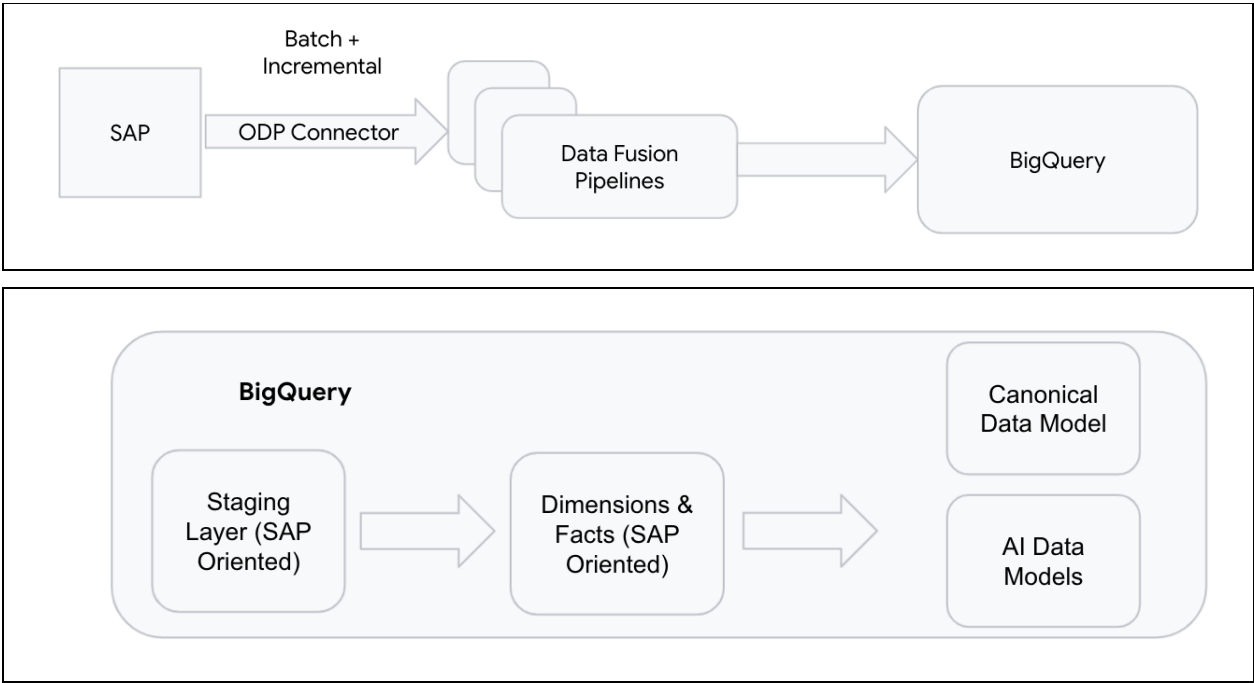 Batch +
Incremental
SAP
ODP Connector
Data Fusion
Pipelines
BigQuery
BigQuery
Staging
Layer (SAP
Oriented)
Dimensions &
Facts (SAP
Oriented)
Canonical
Data Model
AI Data
Models